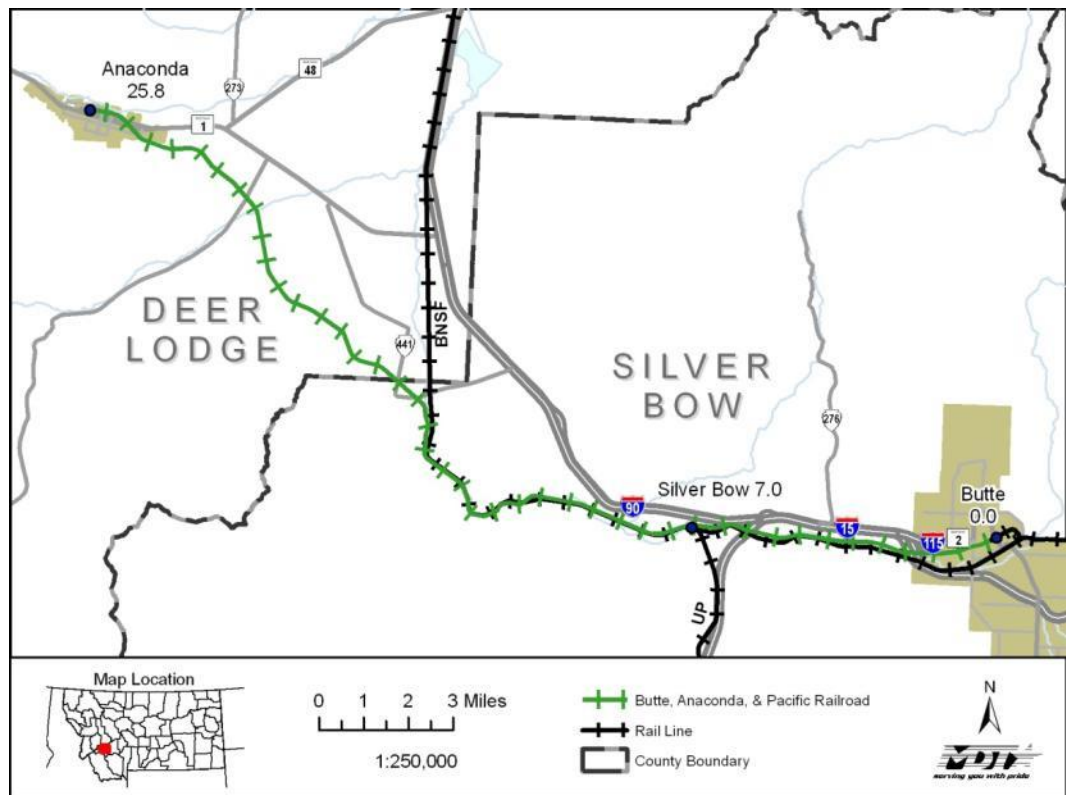 Anaconda
25.8
48
273
1
DEER
LODGE
BNSF
441
SILVER
BOW
276
Silver Bow 7.0
Butte
0.0
90
15
115
2
UP
Map Location
0 1 2 3 Miles
1:250,000
Butte, Anaconda, & Pacific Railroad
Rail Line
County Boundary
N
MDT
serving you with pride